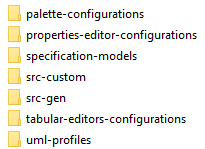 palette-configurations
properties-editor-configurations
specification-models
src-custom
src-gen
tabular-editors-configurations
uml-profiles